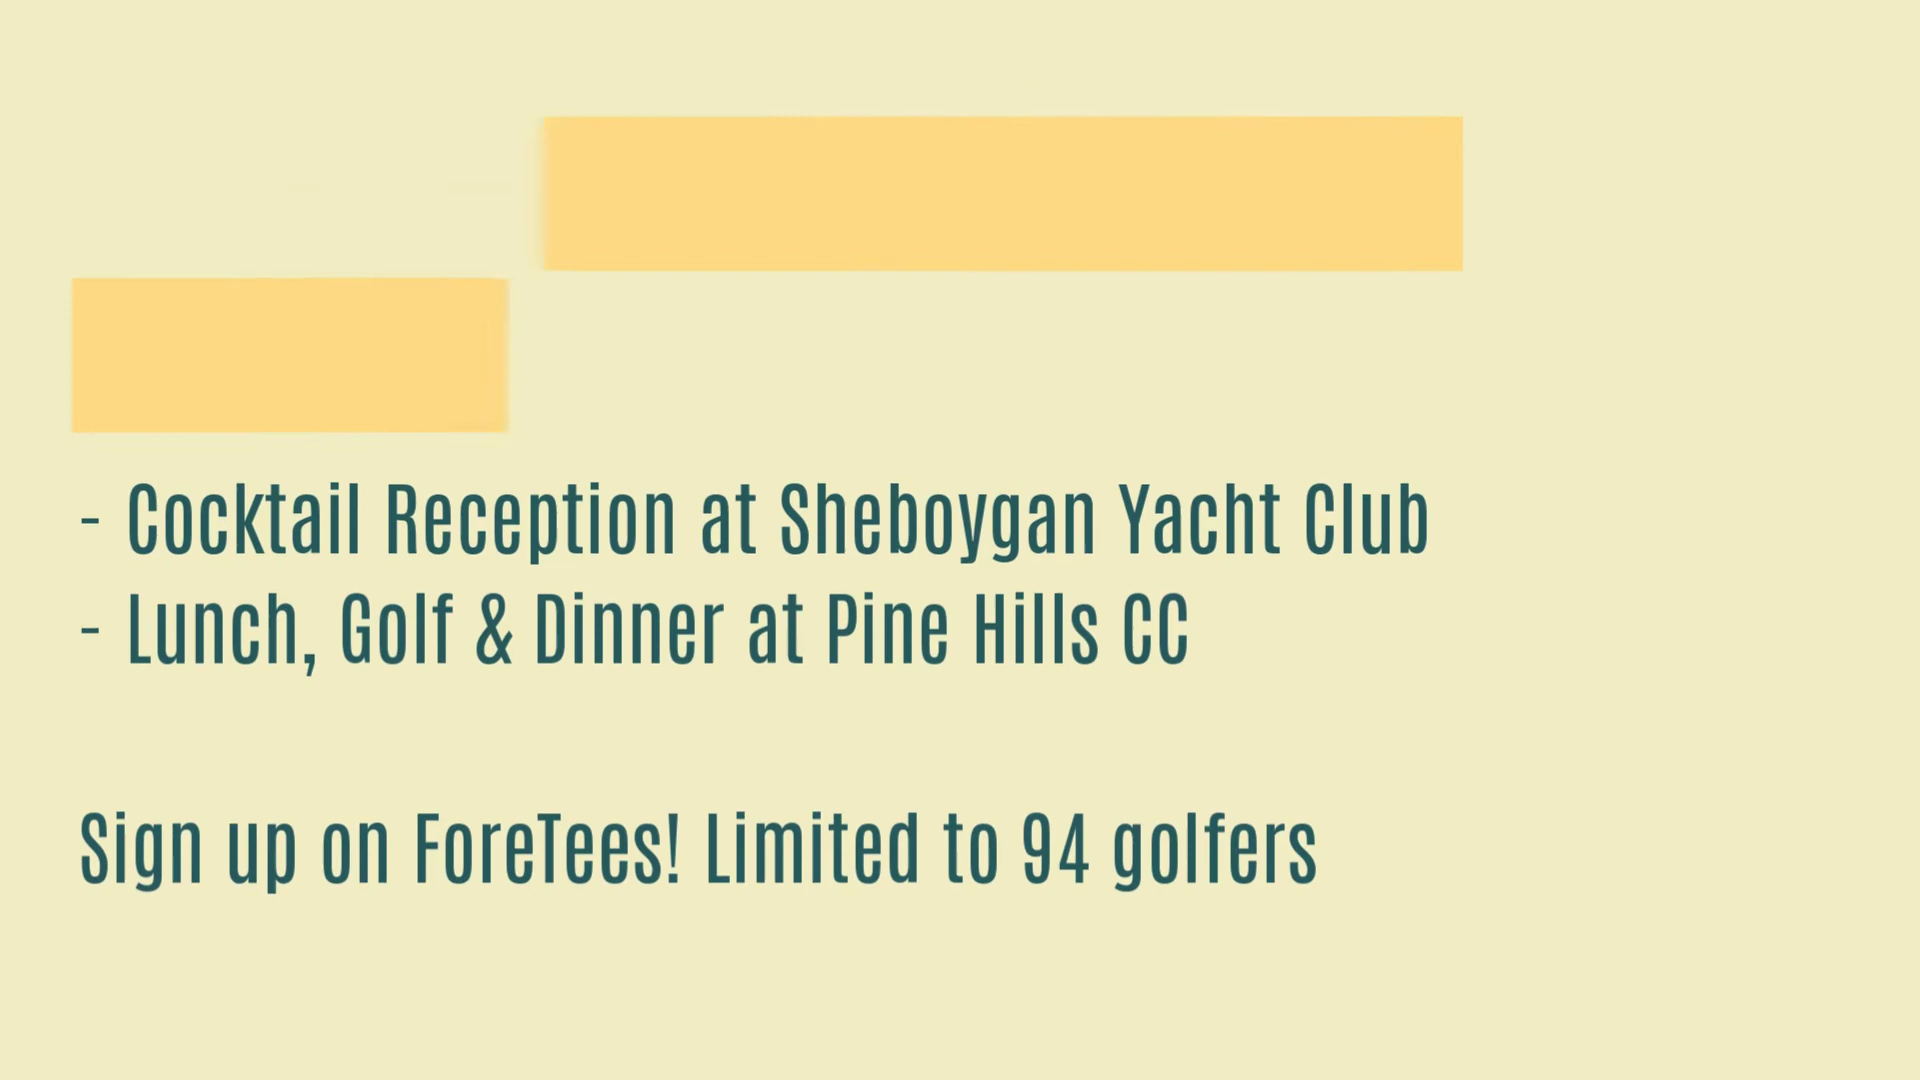 - Cocktail Reception at Sheboygan Yacht Club
- Lunch, Golf & Dinner at Pine Hills CC
Sign up on ForeTees! Limited to 94 golfers